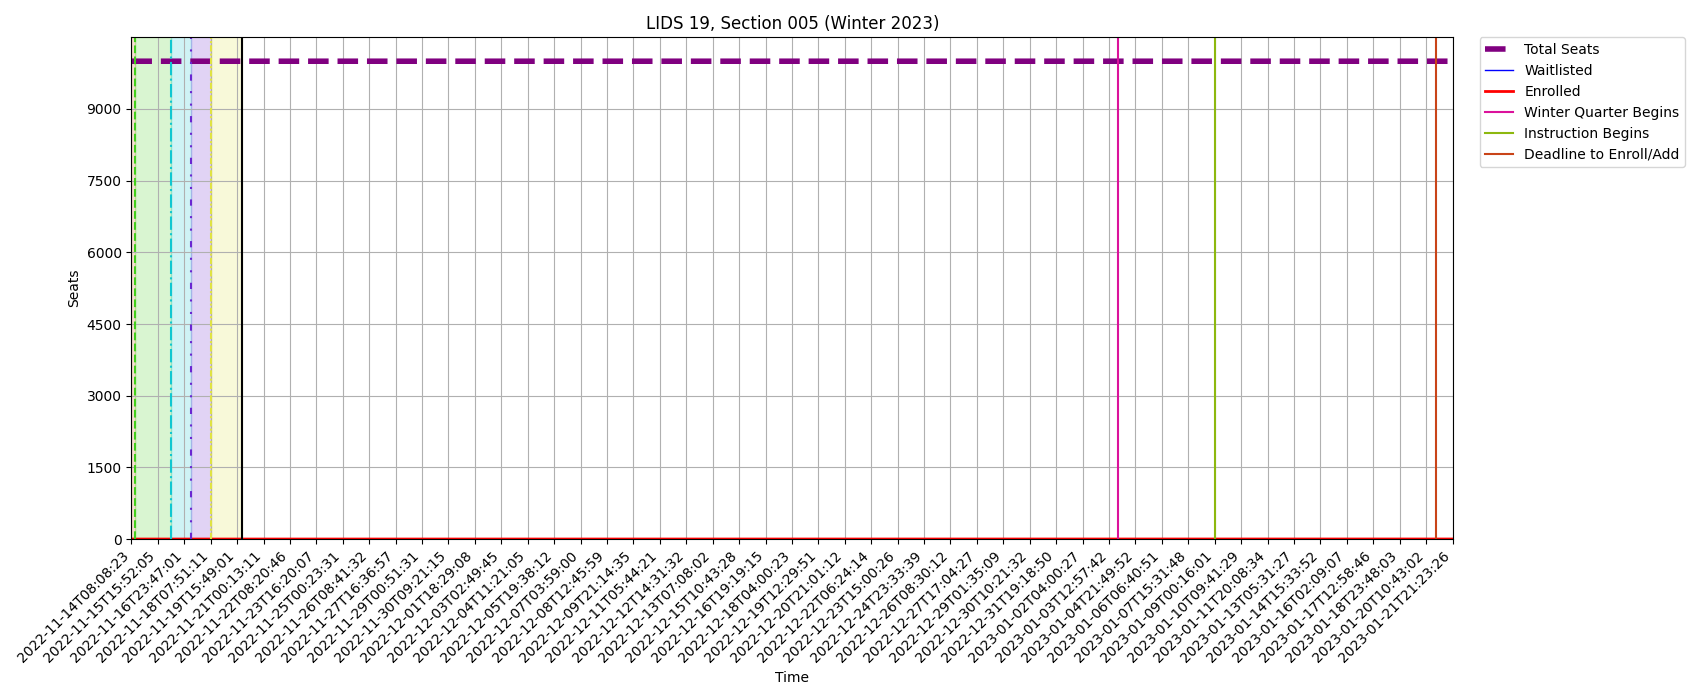 LIDS 19, Section 005 (Winter 2023)
Total Seats
Waitlisted
Enrolled
Winter Quarter Begins
Instruction Begins
Deadline to Enroll/Add
9000
7500
6000
4500
3000
1500
0
Seats
2022-11-14T08:08:23
2022-11-15T15:52:05
2022-11-16T23:47:01
2022-11-18T07:51:11
2022-11-19T15:49:01
2022-11-21T00:13:11
2022-11-22T08:20:46
2022-11-23T16:20:07
2022-11-25T00:23:31
2022-11-26T08:41:32
2022-11-27T16:36:57
2022-11-29T00:51:31
2022-11-30T09:21:15
2022-12-01T18:29:08
2022-12-03T02:49:45
2022-12-04T11:21:05
2022-12-05T19:38:12
2022-12-07T03:59:00
2022-12-08T12:45:59
2022-12-09T21:14:35
2022-12-11T05:44:21
2022-12-12T14:31:32
2022-12-13T17:08:02
2022-12-15T10:43:28
2022-12-16T19:19:15
2022-12-18T04:00:23
2022-12-19T12:29:51
2022-12-20T21:01:12
2022-12-22T06:24:14
2022-12-23T15:00:26
2022-12-24T23:33:39
2022-12-26T08:30:12
2022-12-27T17:04:27
2022-12-29T01:35:09
2022-12-30T10:21:32
2022-12-31T19:18:50
2023-01-02T04:00:27
2023-01-03T12:57:42
2023-01-04T21:49:52
2023-01-06T06:40:51
2023-01-07T15:31:48
2023-01-09T00:16:01
2023-01-10T09:41:29
2023-01-11T20:08:34
2023-01-13T05:31:27
2023-01-14T15:33:52
2023-01-16T02:09:07
2023-01-17T12:58:46
2023-01-18T23:48:03
2023-01-20T10:43:02
2023-01-21T21:23:26
Time